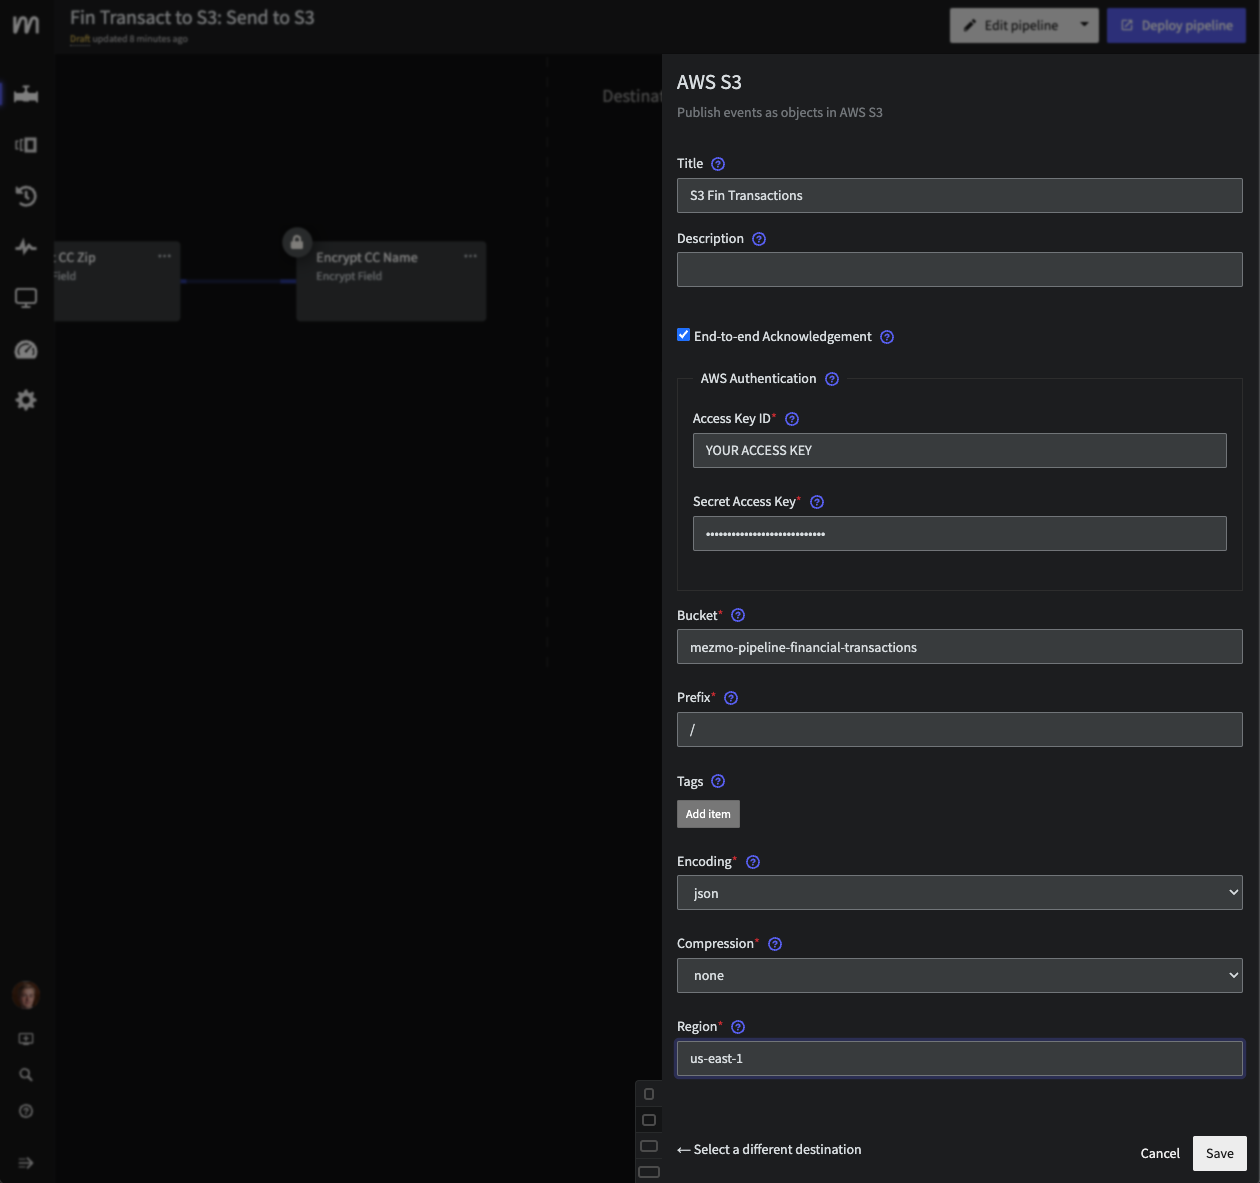 Fin Transact to S3: Send to S3
Draft updated 8 minutes ago
Edit pipeline
Deploy pipeline
Destinat
CC Zip
Field
Encrypt CC Name
Encrypt Field
AWS S3
Publish events as objects in AWS S3
Title
S3 Fin Transactions
Description
End-to-end Acknowledgement
AWS Authentication
Access Key ID*
YOUR ACCESS KEY
Secret Access Key*
••••••••••••••••••••••••••••
Bucket*
mezmo-pipeline-financial-transactions
Prefix*
/
Tags
Add item
Encoding*
json
Compression*
none
Region*
us-east-1
← Select a different destination
Cancel
Save